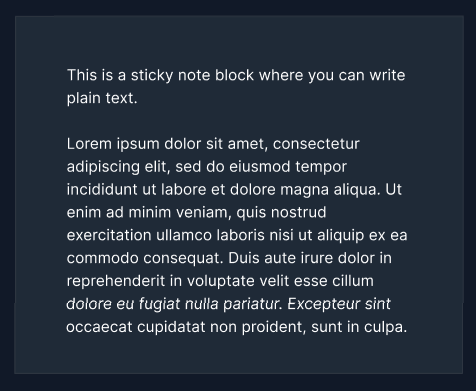 This is a sticky note block where you can write
plain text.
Lorem ipsum dolor sit amet, consectetur
adipiscing elit, sed do eiusmod tempor
incididunt ut labore et dolore magna aliqua. Ut
enim ad minim veniam, quis nostrud
exercitation ullamco laboris nisi ut aliquip ex ea
commodo consequat. Duis aute irure dolor in
reprehenderit in voluptate velit esse cillum
dolore eu fugiat nulla pariatur. Excepteur sint
occaecat cupidatat non proident, sunt in culpa.